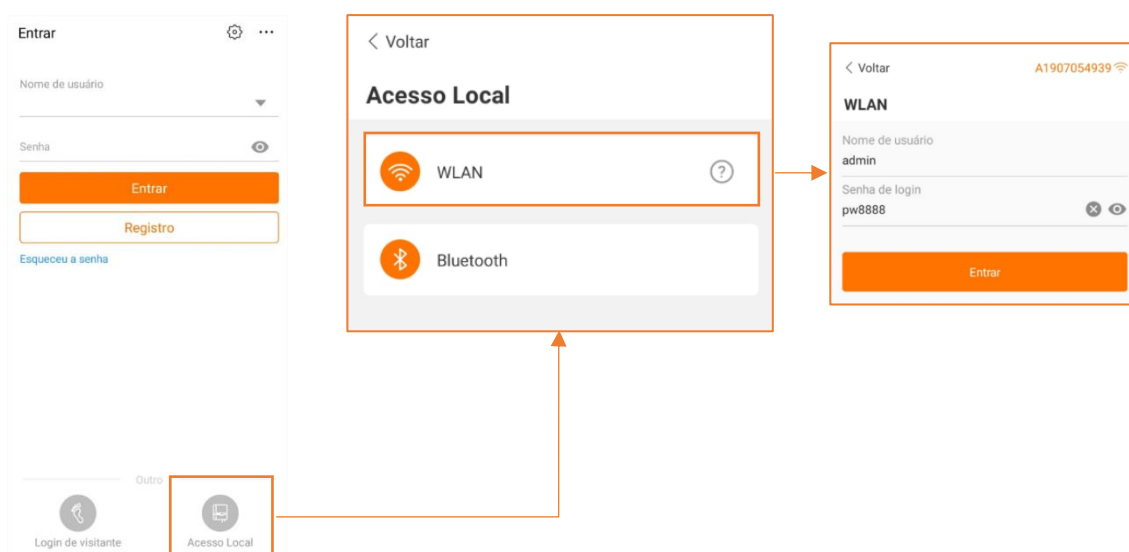 Entrar
Nome de usuário
Senha
Entrar
Registro
Esqueceu a senha
Outro
Login de visitante
Acesso Local
Voltar
Acesso Local
WLAN
?
Bluetooth
Voltar
A1907054939
WLAN
Nome de usuário
admin
Senha de login
pw8888
Entrar